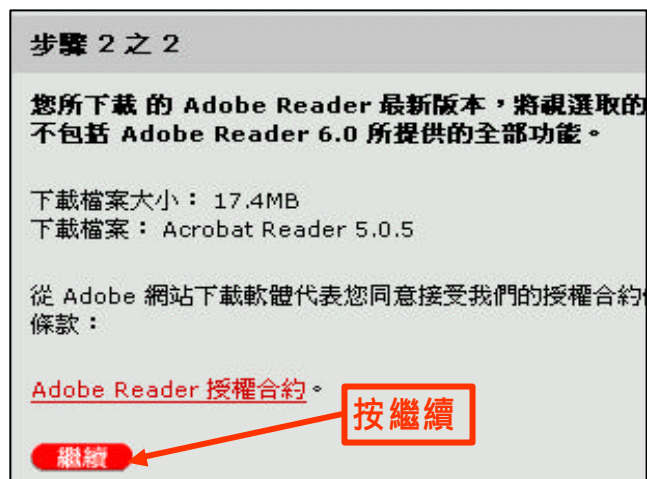 步驟 2 之 2
您所下載 的 Adobe Reader 最新版本，將視選取的
不包括 Adobe Reader 6.0 所提供的全部功能。
下載檔案大小： 17.4MB
下載檔案： Acrobat Reader 5.0.5
從 Adobe 網站下載軟體代表您同意接受我們的授權合約
條款：
Adobe Reader 授權合約。
按繼續
繼續